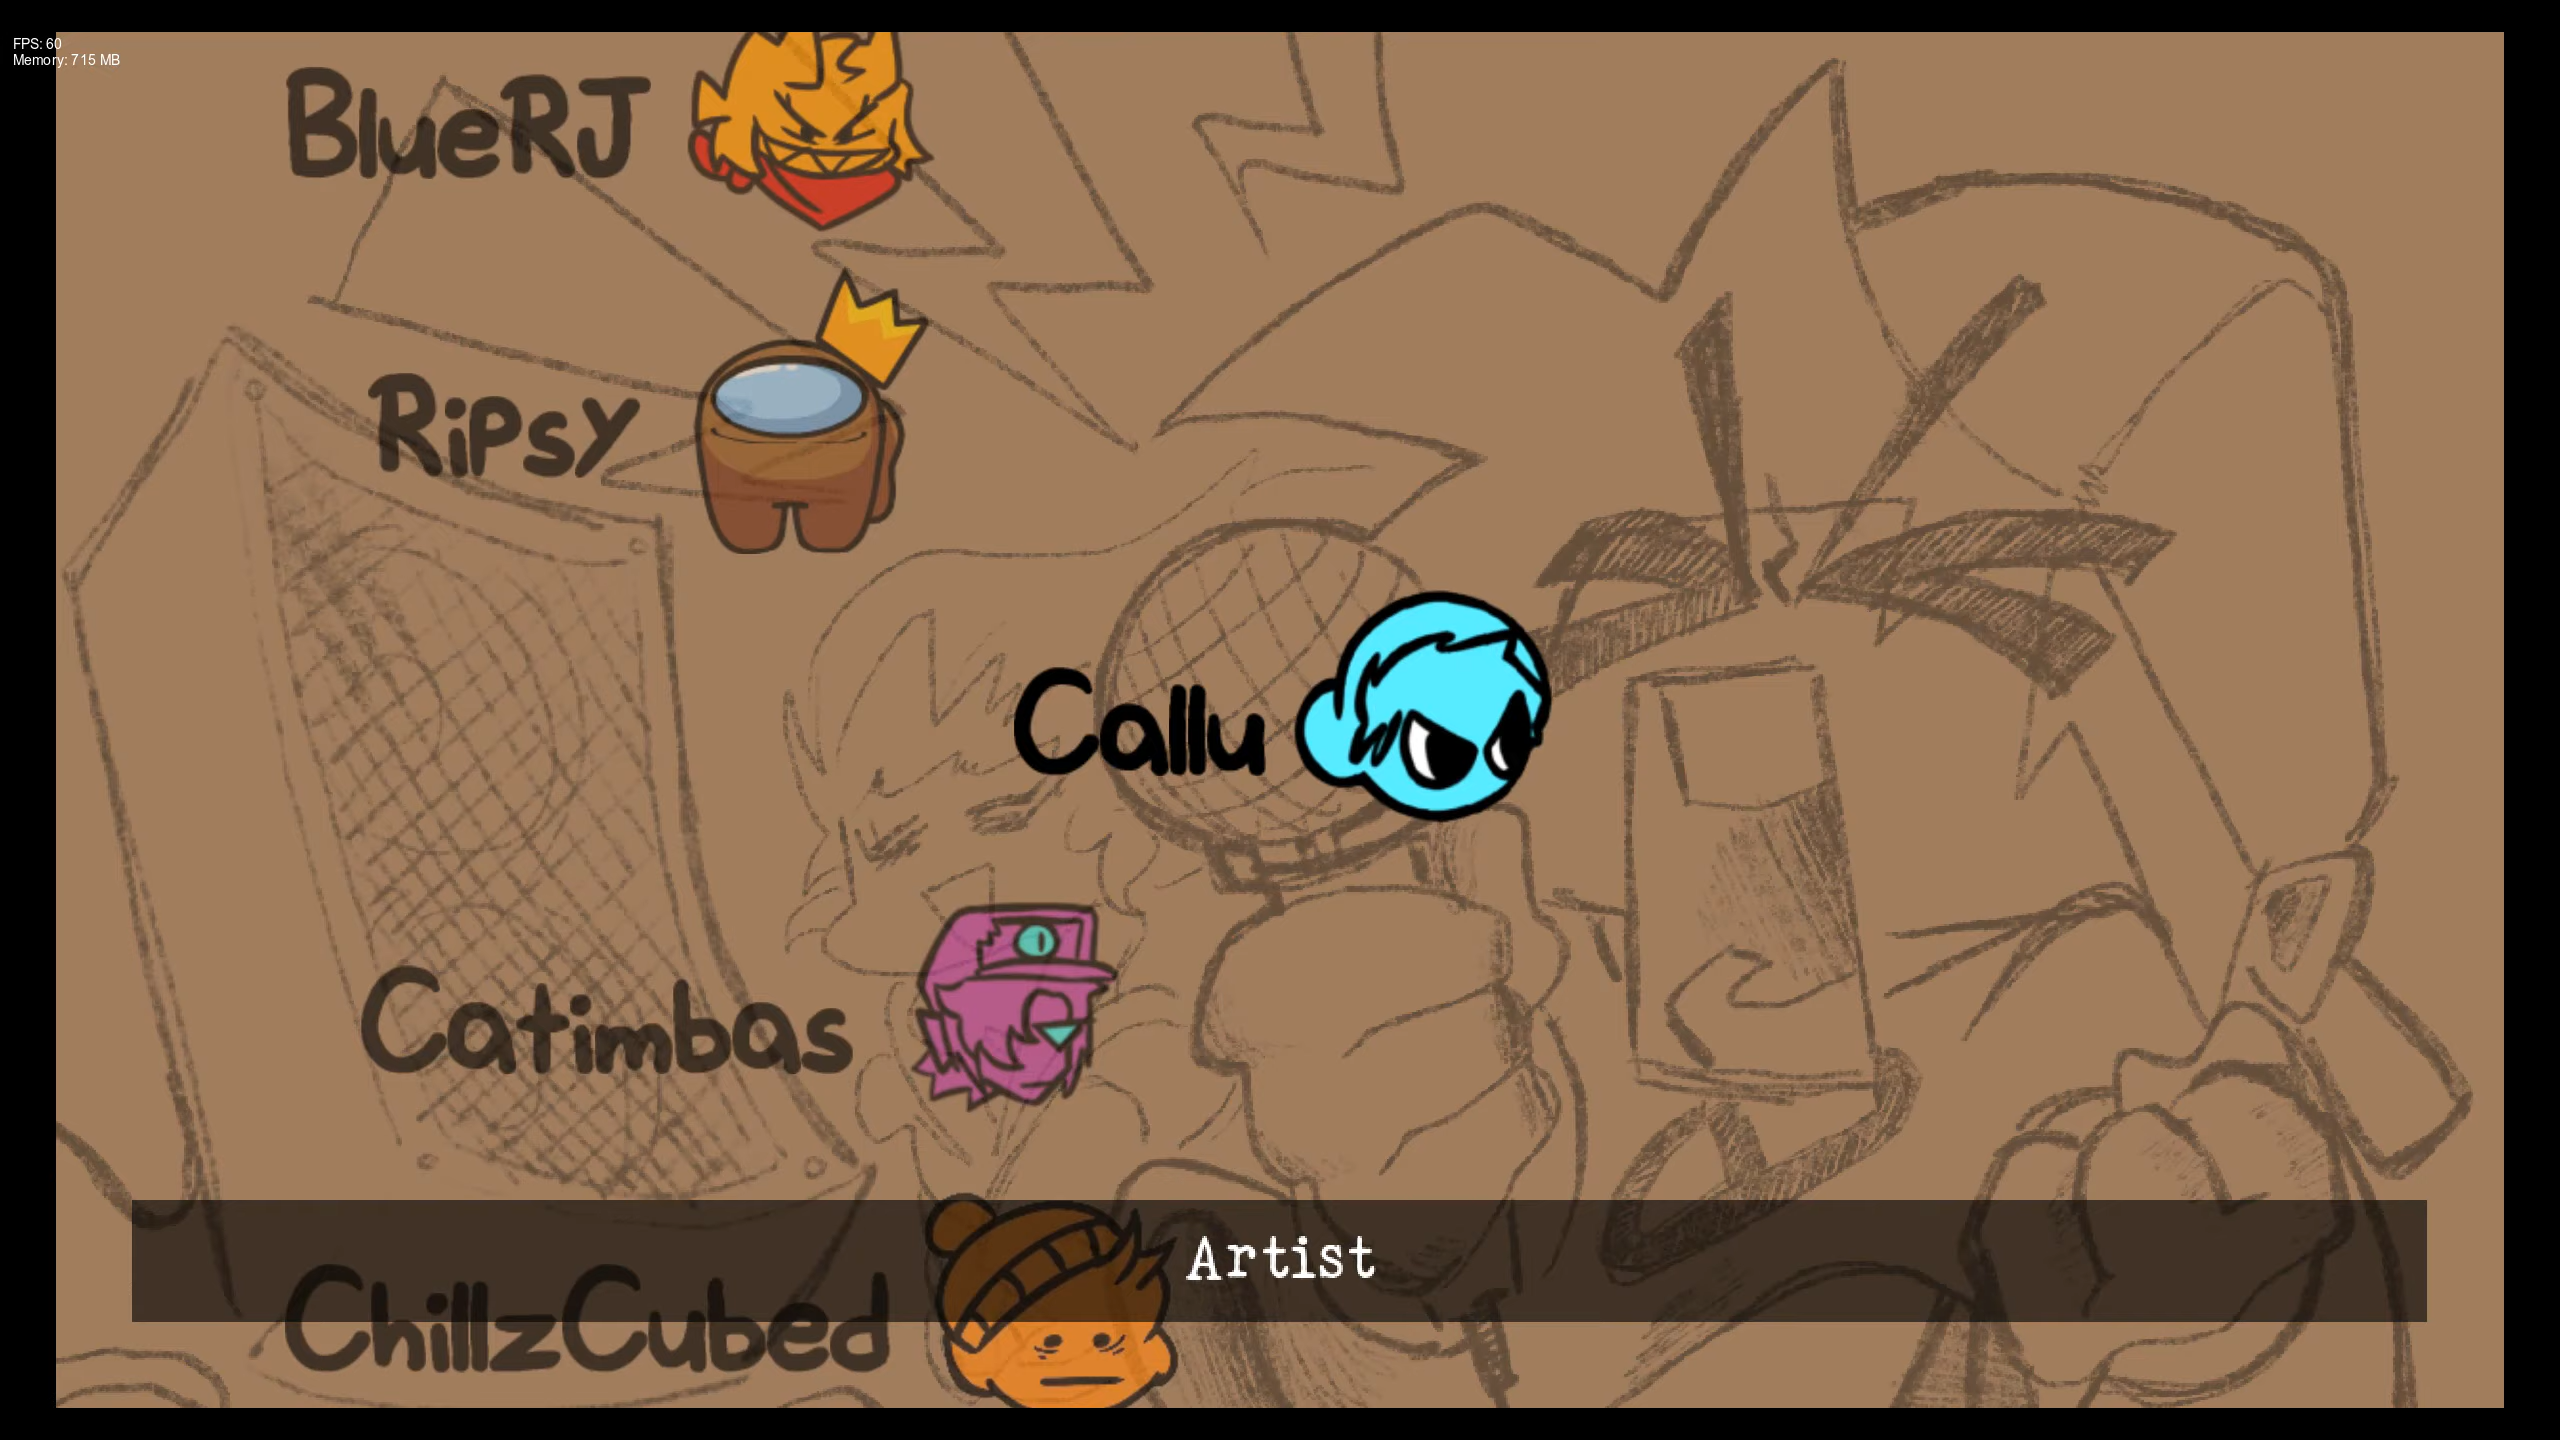 FPS: 60
Memory: 715 MB
BlueRJ
Ripsy
Callu
Catimbas
Artist
ChillzCubed